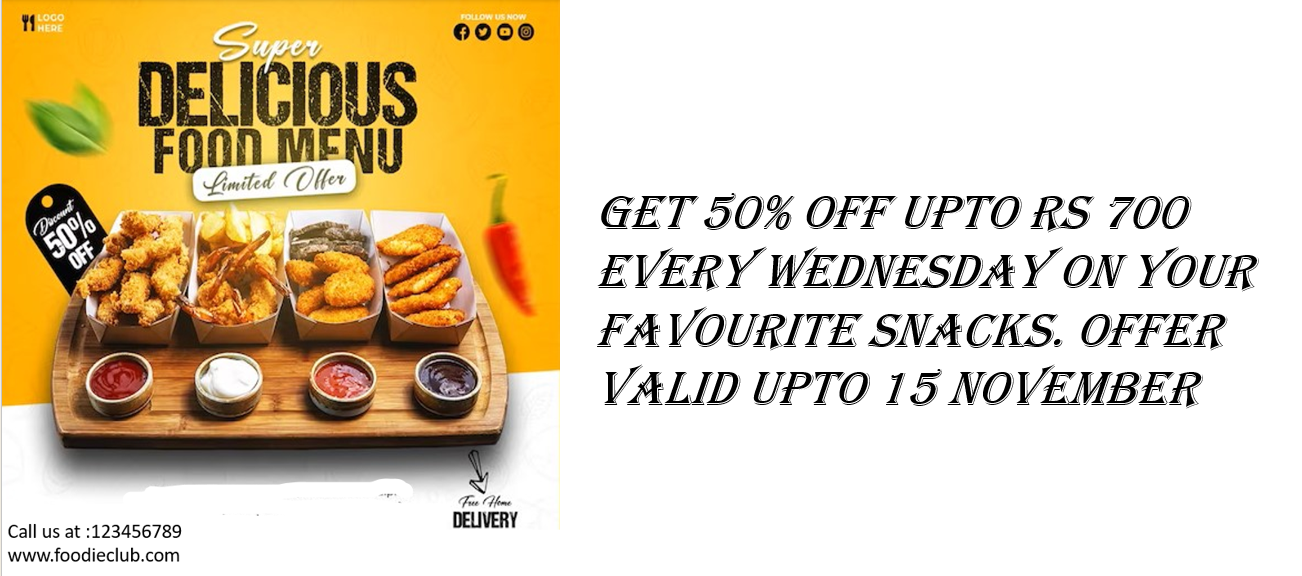 LOGO
HERE
FOLLOW US NOW
Super
DELICIOUS
FOOD MENU
Limited Offer
Discount
50%
OFF
GET 50% OFF UPTO RS 700
EVERY WEDNESDAY ON YOUR
FAVOURITE SNACKS. OFFER
VALID UPTO 15 NOVEMBER
Free Home
DELIVERY
Call us at :123456789
www.foodieclub.com